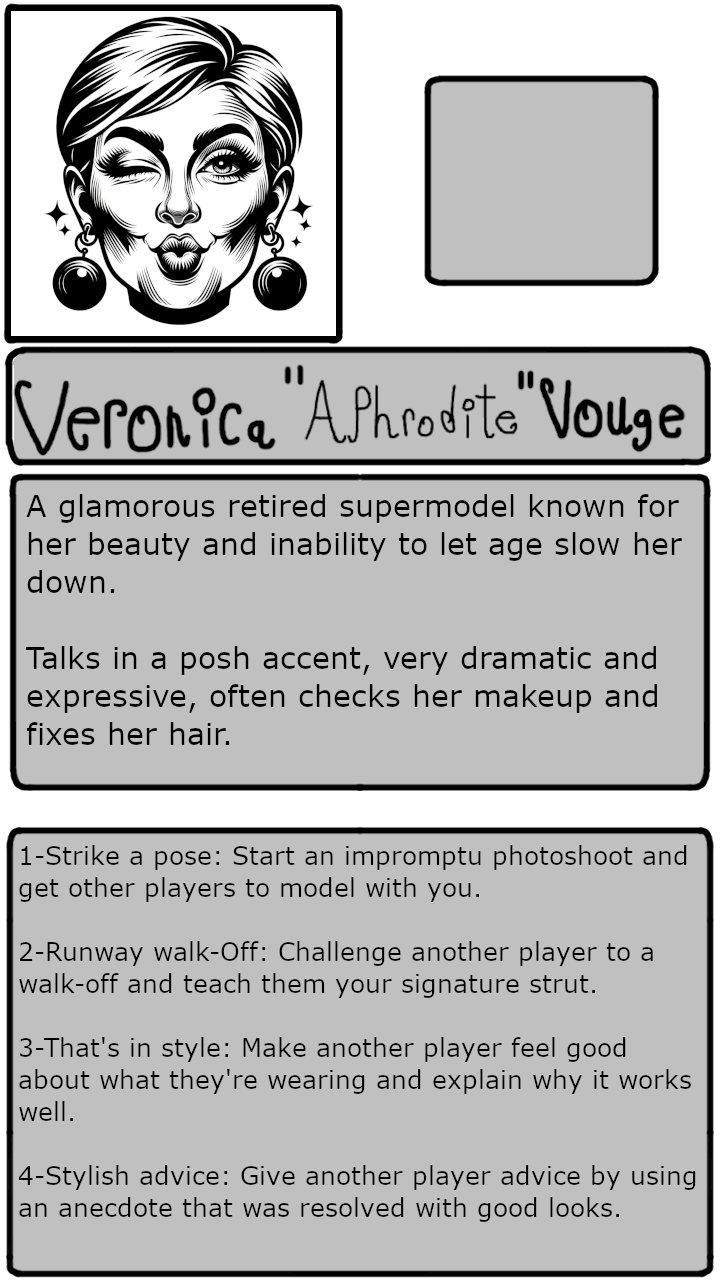 Veronica "Aphrodite" Vouge
A glamorous retired supermodel known for
her beauty and inability to let age slow her
down.
Talks in a posh accent, very dramatic and
expressive, often checks her makeup and
fixes her hair.
1-Strike a pose: Start an impromptu photoshoot and
get other players to model with you.
2-Runway walk-Off: Challenge another player to a
walk-off and teach them your signature strut.
3-That's in style: Make another player feel good
about what they're wearing and explain why it works
well.
4-Stylish advice: Give another player advice by using
an anecdote that was resolved with good looks.